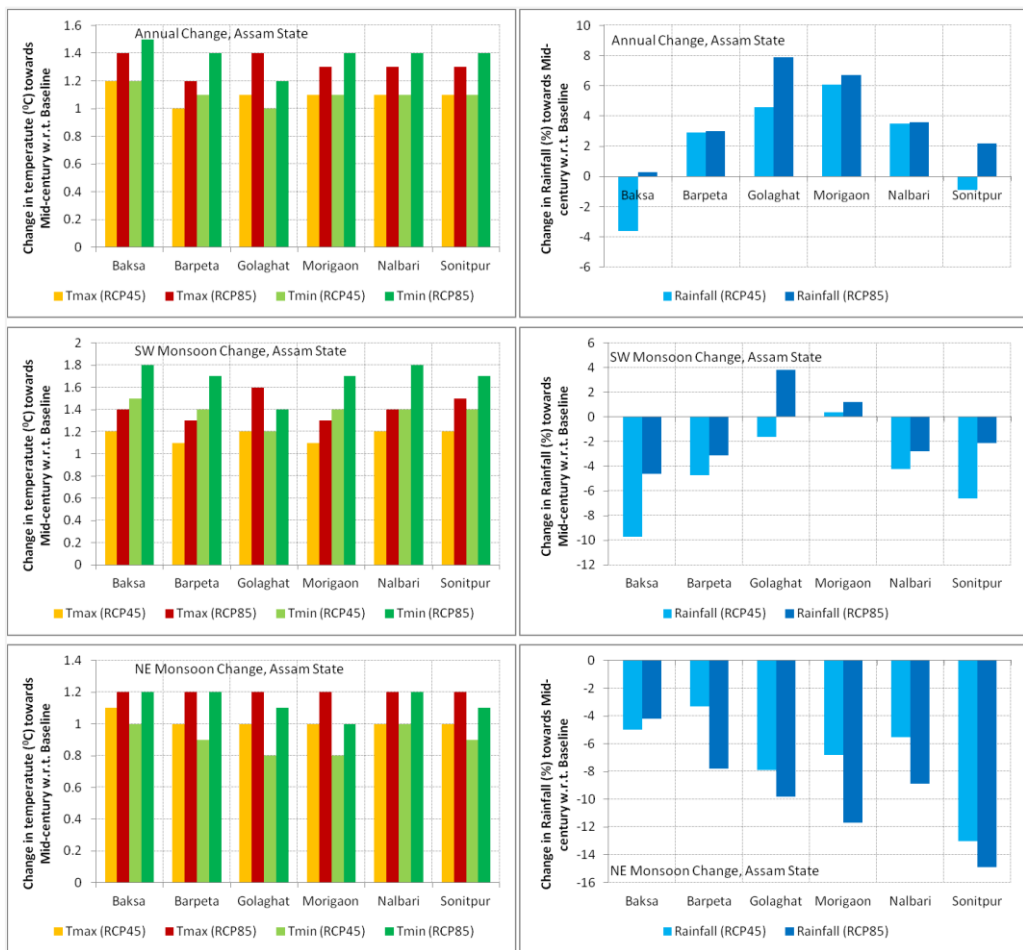 Change in temperatute (⁰C) towards
Mid-century w.r.t. Baseline
1.6
1.4
1.2
1
0.8
0.6
0.4
0.2
0
Annual Change, Assam State
Baksa Barpeta Golaghat Morigaon Nalbari Sonitpur
Tmax (RCP45) Tmax (RCP85) Tmin (RCP45) Tmin (RCP85)
Change in Rainfall (%) towards Mid-
century w.r.t. Baseline
10
8
6
4
2
0
-2
-4
-6
Annual Change, Assam State
Baksa Barpeta Golaghat Morigaon Nalbari Sonitpur
Rainfall (RCP45) Rainfall (RCP85)
Change in temperatute (⁰C) towards
Mid-century w.r.t. Baseline
2
1.8
1.6
1.4
1.2
1
0.8
0.6
0.4
0.2
0
SW Monsoon Change, Assam State
Baksa Barpeta Golaghat Morigaon Nalbari Sonitpur
Tmax (RCP45) Tmax (RCP85) Tmin (RCP45) Tmin (RCP85)
Change in Rainfall (%) towards
Mid-century w.r.t. Baseline
6
4
2
0
-2
-4
-6
-8
-10
-12
SW Monsoon Change, Assam State
Baksa Barpeta Golaghat Morigaon Nalbari Sonitpur
Rainfall (RCP45) Rainfall (RCP85)
Change in temperatute (⁰C) towards
Mid-century w.r.t. Baseline
1.4
1.2
1
0.8
0.6
0.4
0.2
0
NE Monsoon Change, Assam State
Baksa Barpeta Golaghat Morigaon Nalbari Sonitpur
Tmax (RCP45) Tmax (RCP85) Tmin (RCP45) Tmin (RCP85)
Change in Rainfall (%) towards Mid-
century w.r.t. Baseline
0
-2
-4
-6
-8
-10
-12
-14
-16
NE Monsoon Change, Assam State
Baksa Barpeta Golaghat Morigaon Nalbari Sonitpur
Rainfall (RCP45) Rainfall (RCP85)